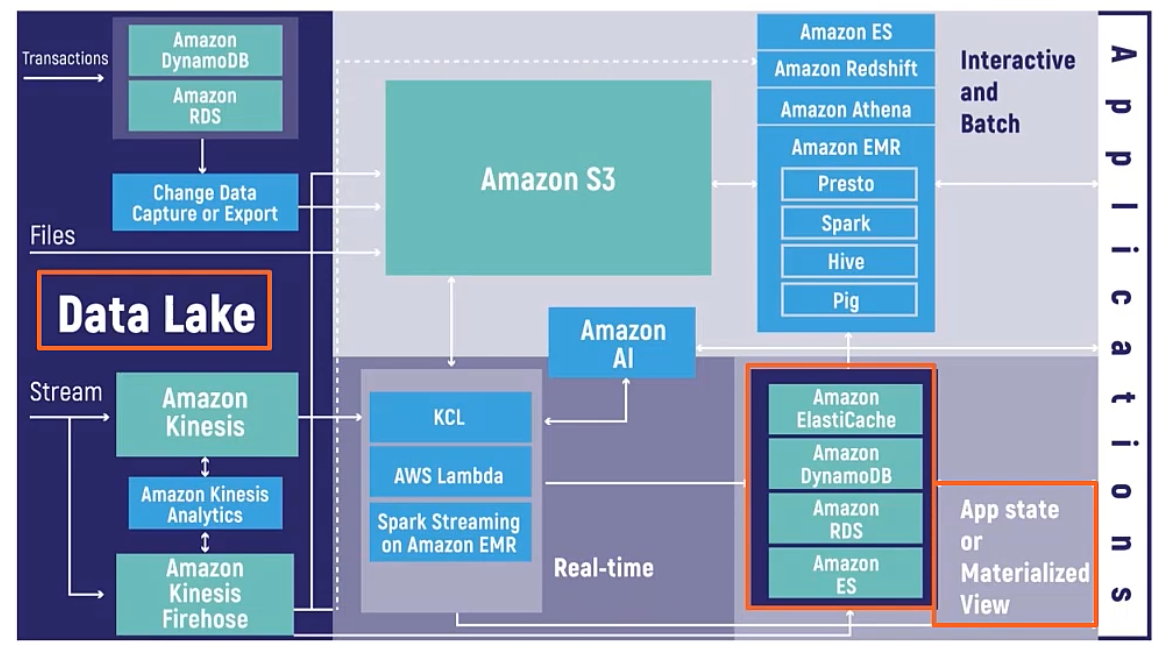 Transactions
Amazon
DynamoDB
Amazon
RDS
Change Data
Capture or Export
Files
Data Lake
Stream
Amazon
Kinesis
Amazon Kinesis
Analytics
Amazon
Kinesis
Firehose
Amazon S3
Amazon
AI
KCL
AWS Lambda
Spark Streaming
on Amazon EMR
Real-time
Amazon ES
Amazon Redshift
Amazon Athena
Amazon EMR
Presto
Spark
Hive
Pig
Interactive
and
Batch
Amazon
ElastiCache
Amazon
DynamoDB
Amazon
RDS
Amazon
ES
App state
or
Materialized
View
Applications